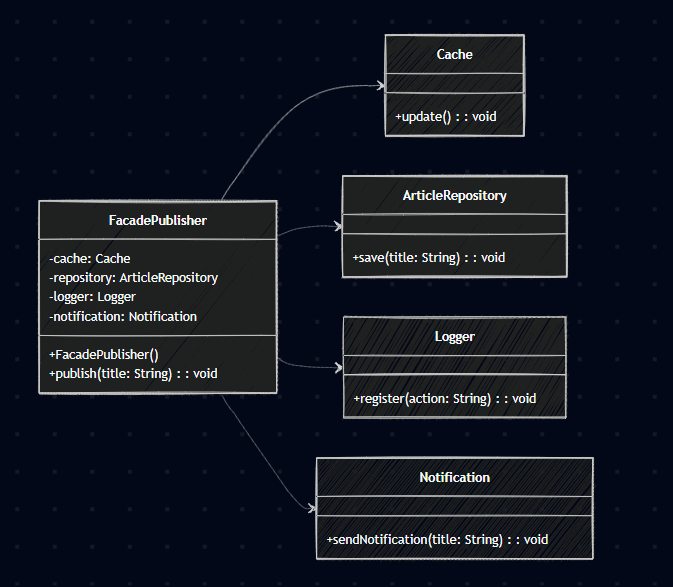 Cache
+update() : : void
ArticleRepository
+save(title: String) : : void
FacadePublisher
-cache: Cache
-repository: ArticleRepository
-logger: Logger
-notification: Notification
+FacadePublisher()
+publish(title: String) : : void
Logger
+register(action: String) : : void
Notification
+sendNotification(title: String) : : void